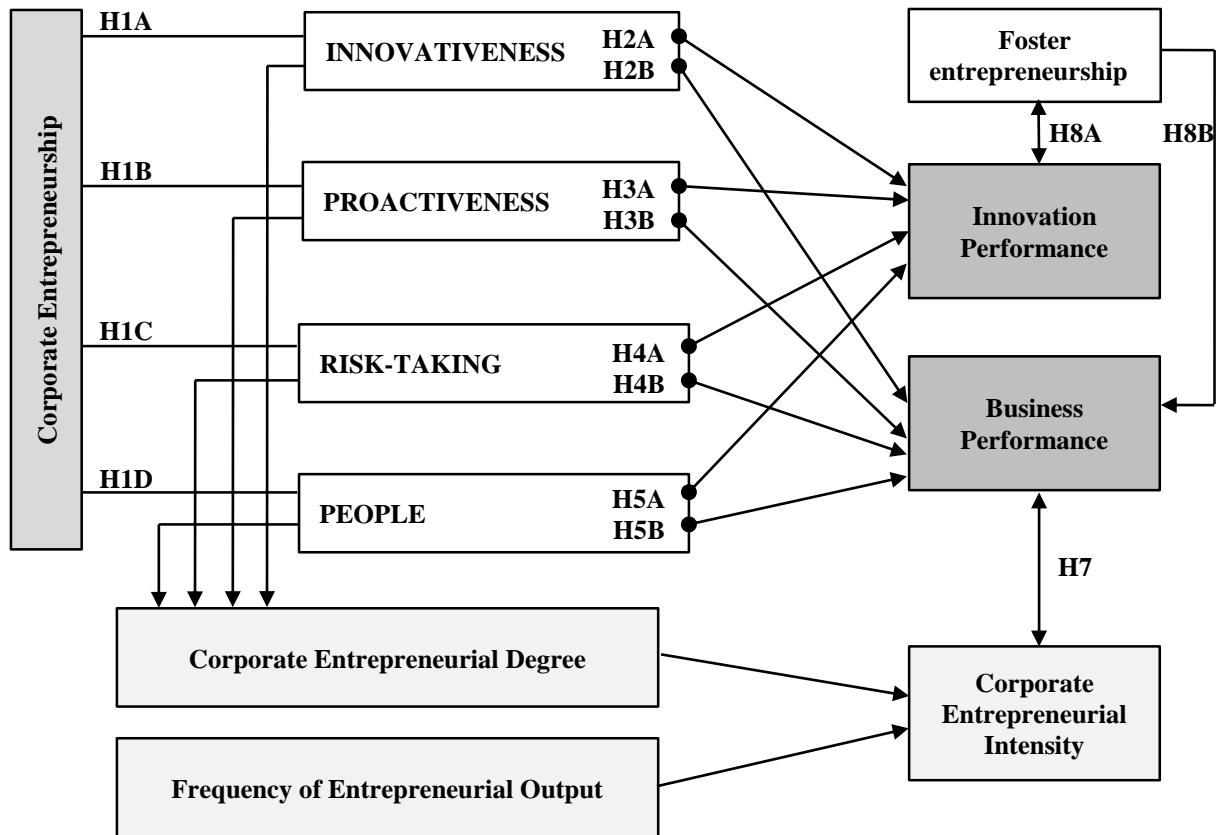 Corporate Entrepreneurship
H1A
INNOVATIVENESS
H2A
H2B
H1B
PROACTIVENESS
H3A
H3B
H1C
RISK-TAKING
H4A
H4B
H1D
PEOPLE
H5A
H5B
Foster
entrepreneurship
H8A
H8B
Innovation
Performance
Business
Performance
H7
Corporate Entrepreneurial Degree
Corporate
Entrepreneurial
Intensity
Frequency of Entrepreneurial Output